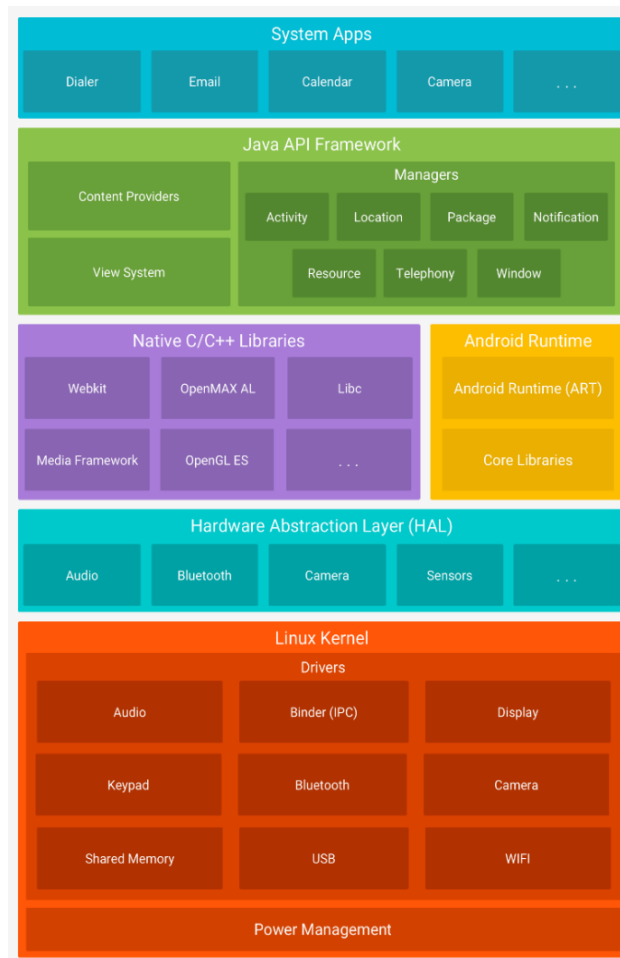 System Apps
Dialer
Email
Calendar
Camera
. . .
Java API Framework
Content Providers
View System
Managers
Activity
Location
Package
Notification
Resource
Telephony
Window
Native C/C++ Libraries
Webkit
OpenMAX AL
Libc
Media Framework
OpenGL ES
. . .
Android Runtime
Android Runtime (ART)
Core Libraries
Hardware Abstraction Layer (HAL)
Audio
Bluetooth
Camera
Sensors
. . .
Linux Kernel
Drivers
Audio
Binder (IPC)
Display
Keypad
Bluetooth
Camera
Shared Memory
USB
WIFI
Power Management